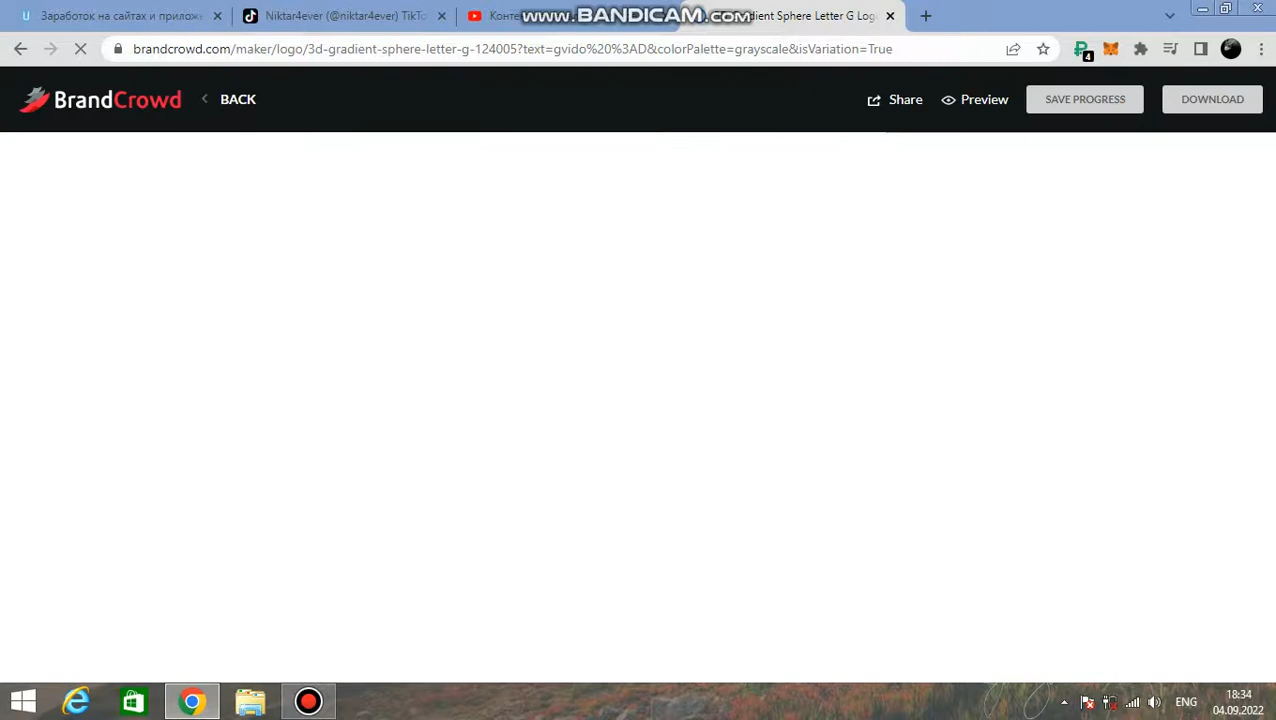 Заработок на сайтах и прилож
Niktar4ever (@niktar4ever) TikTo
Конте
www.BANDICAM.com
dient Sphere Letter G Log
brandcrowd.com/maker/logo/3d-gradient-sphere-letter-g-124005?text=gvido%20%3AD&colorPalette=grayscale&isVariation=True
4
BrandCrowd
BACK
Share
Preview
SAVE PROGRESS
DOWNLOAD
ENG
18:34
04.09.2022